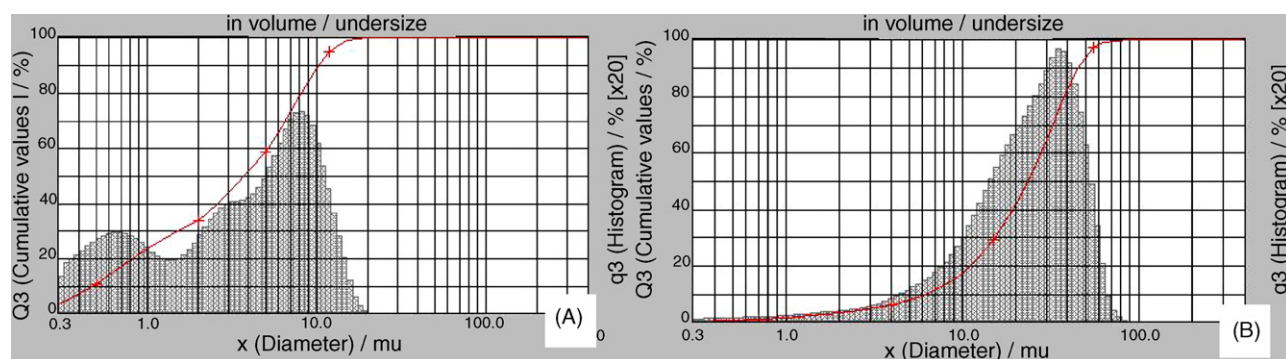 in volume / undersize
Q3 (Cumulative values I / %)
100
80
60
40
20
0
0.3
1.0
10.0
100.0
0
x (Diameter) / mu
q3 (Histogram) / % [x20]
(A)
in volume / undersize
Q3 (Cumulative values / %)
100
80
60
40
20
0
0.3
1.0
10.0
100.0
x (Diameter) / mu
q3 (Histogram) / % [x20]
(B)